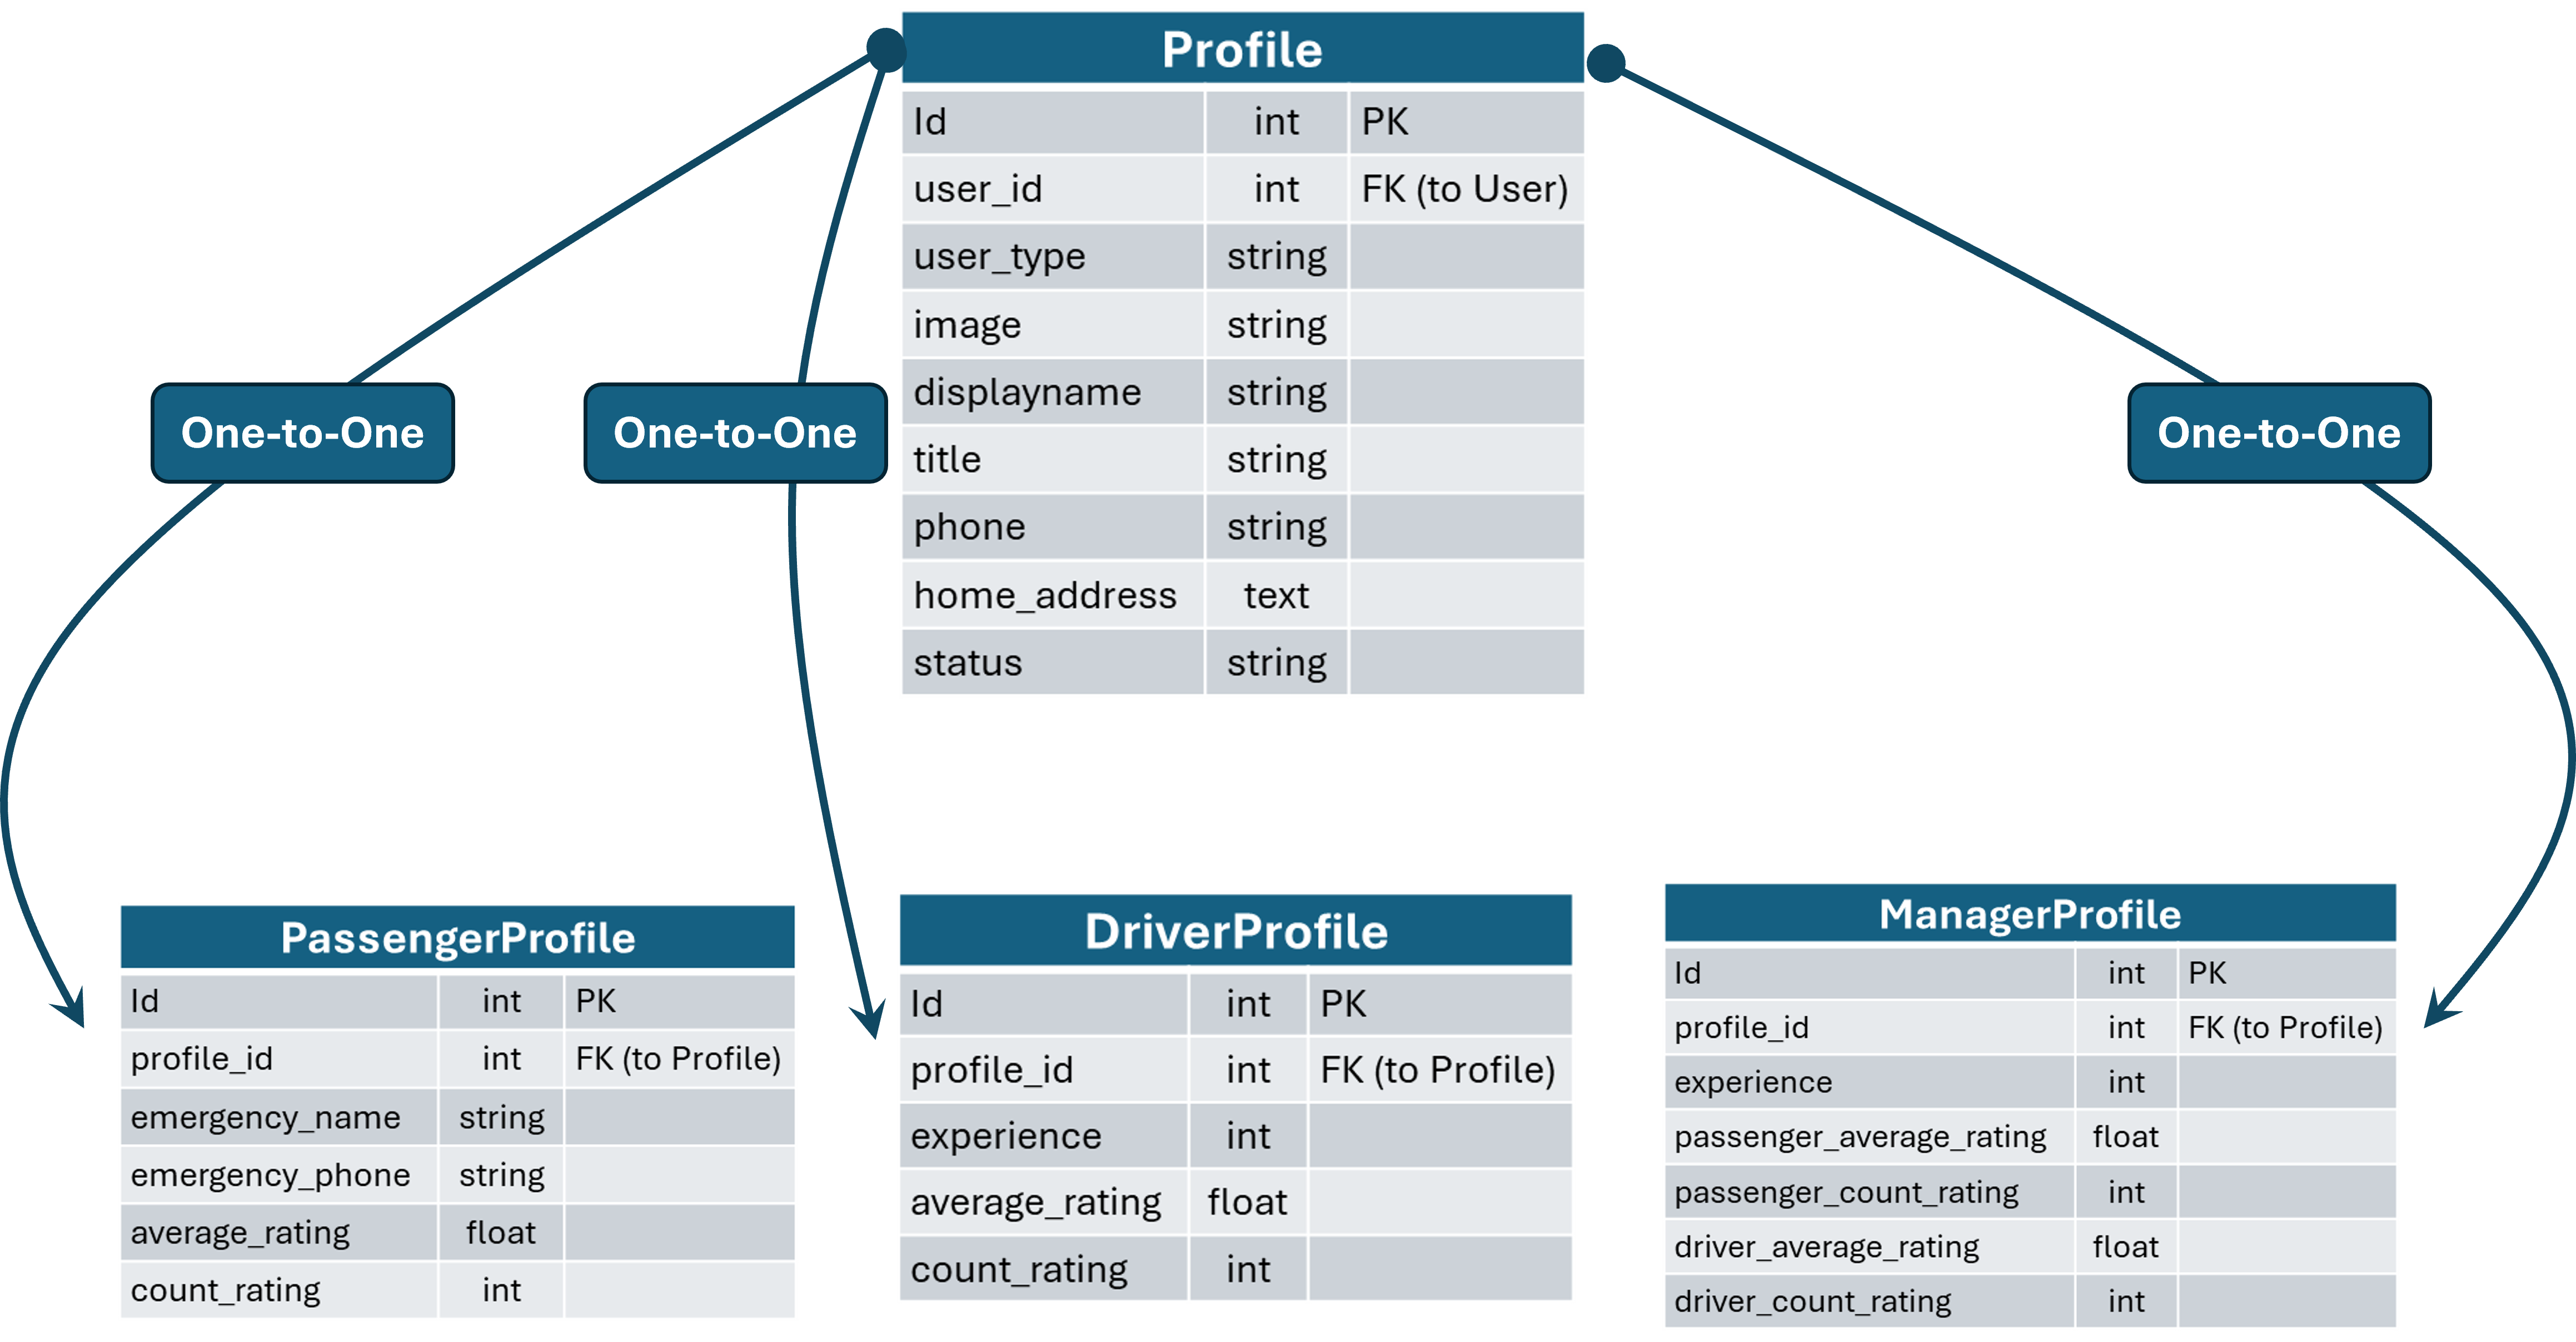 Profile
Id int PK
user_id int FK (to User)
user_type string
image string
displayname string
title string
phone string
home_address text
status string
One-to-One
One-to-One
One-to-One
PassengerProfile
Id int PK
profile_id int FK (to Profile)
emergency_name string
emergency_phone string
average_rating float
count_rating int
DriverProfile
Id int PK
profile_id int FK (to Profile)
experience int
average_rating float
count_rating int
ManagerProfile
Id int PK
profile_id int FK (to Profile)
experience int
passenger_average_rating float
passenger_count_rating int
driver_average_rating float
driver_count_rating int